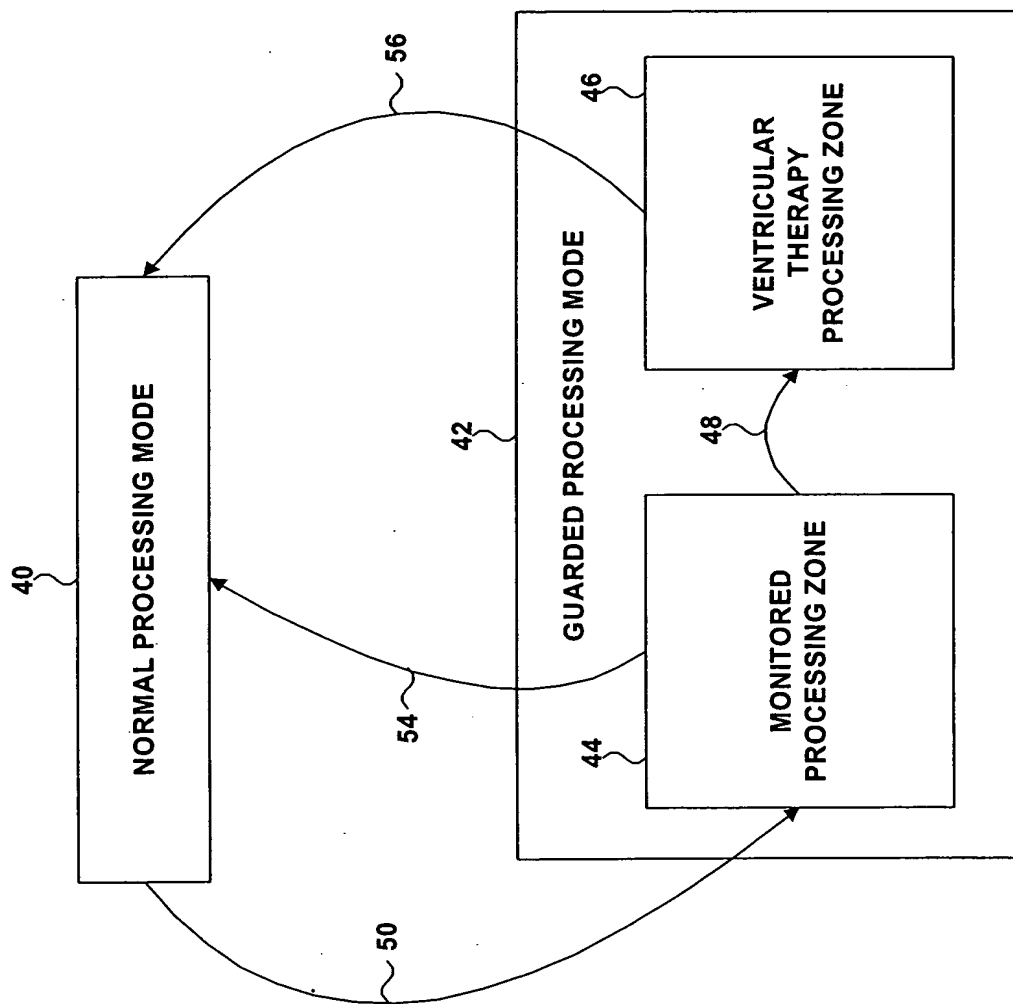 40
NORMAL PROCESSING MODE
50
54
56
42
GUARDED PROCESSING MODE
44
MONITORED
PROCESSING ZONE
48
46
VENTRICULAR
THERAPY
PROCESSING ZONE